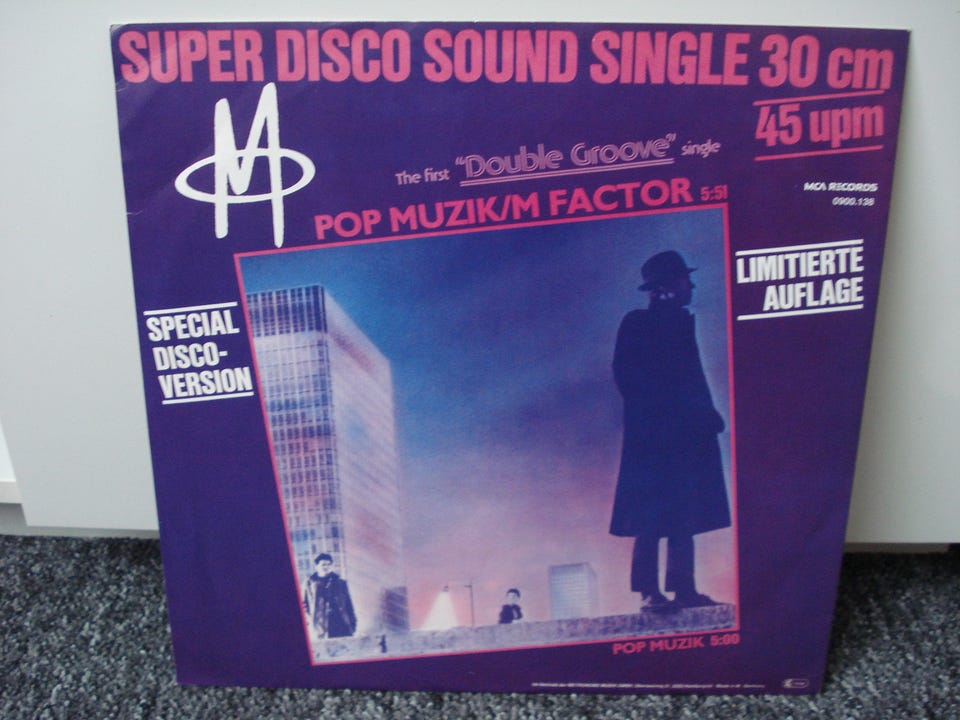 SUPER DISCO SOUND SINGLE 30 cm
45 upm
M
The first "Double Groove" single
POP MUZIK/M FACTOR 5:51
MCA RECORDS
0900.138
LIMITIERTE
AUFLAGE
SPECIAL
DISCO-
VERSION
POP MUZIK 5:00